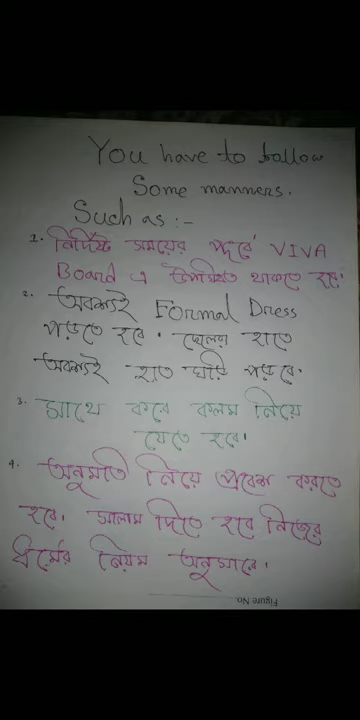 You have to follow
Some manners.
Such as :-
1. নির্দিষ্ট সময়ের পূর্বে VIVA
Board এ উপস্থিত থাকতে হবে।
2. অবশ্যই Formal Dress
পড়তে হবে। ছেলেরা হাতে
অবশ্যই হাত ঘড়ি পড়বে।
3. সাথে করে কলম নিয়ে
যেতে হবে।
4. অনুমতি নিয়ে প্রবেশ করতে
হবে। সালাম দিতে হবে নিজের
ধর্মের নিয়ম অনুসারে।
Figure No